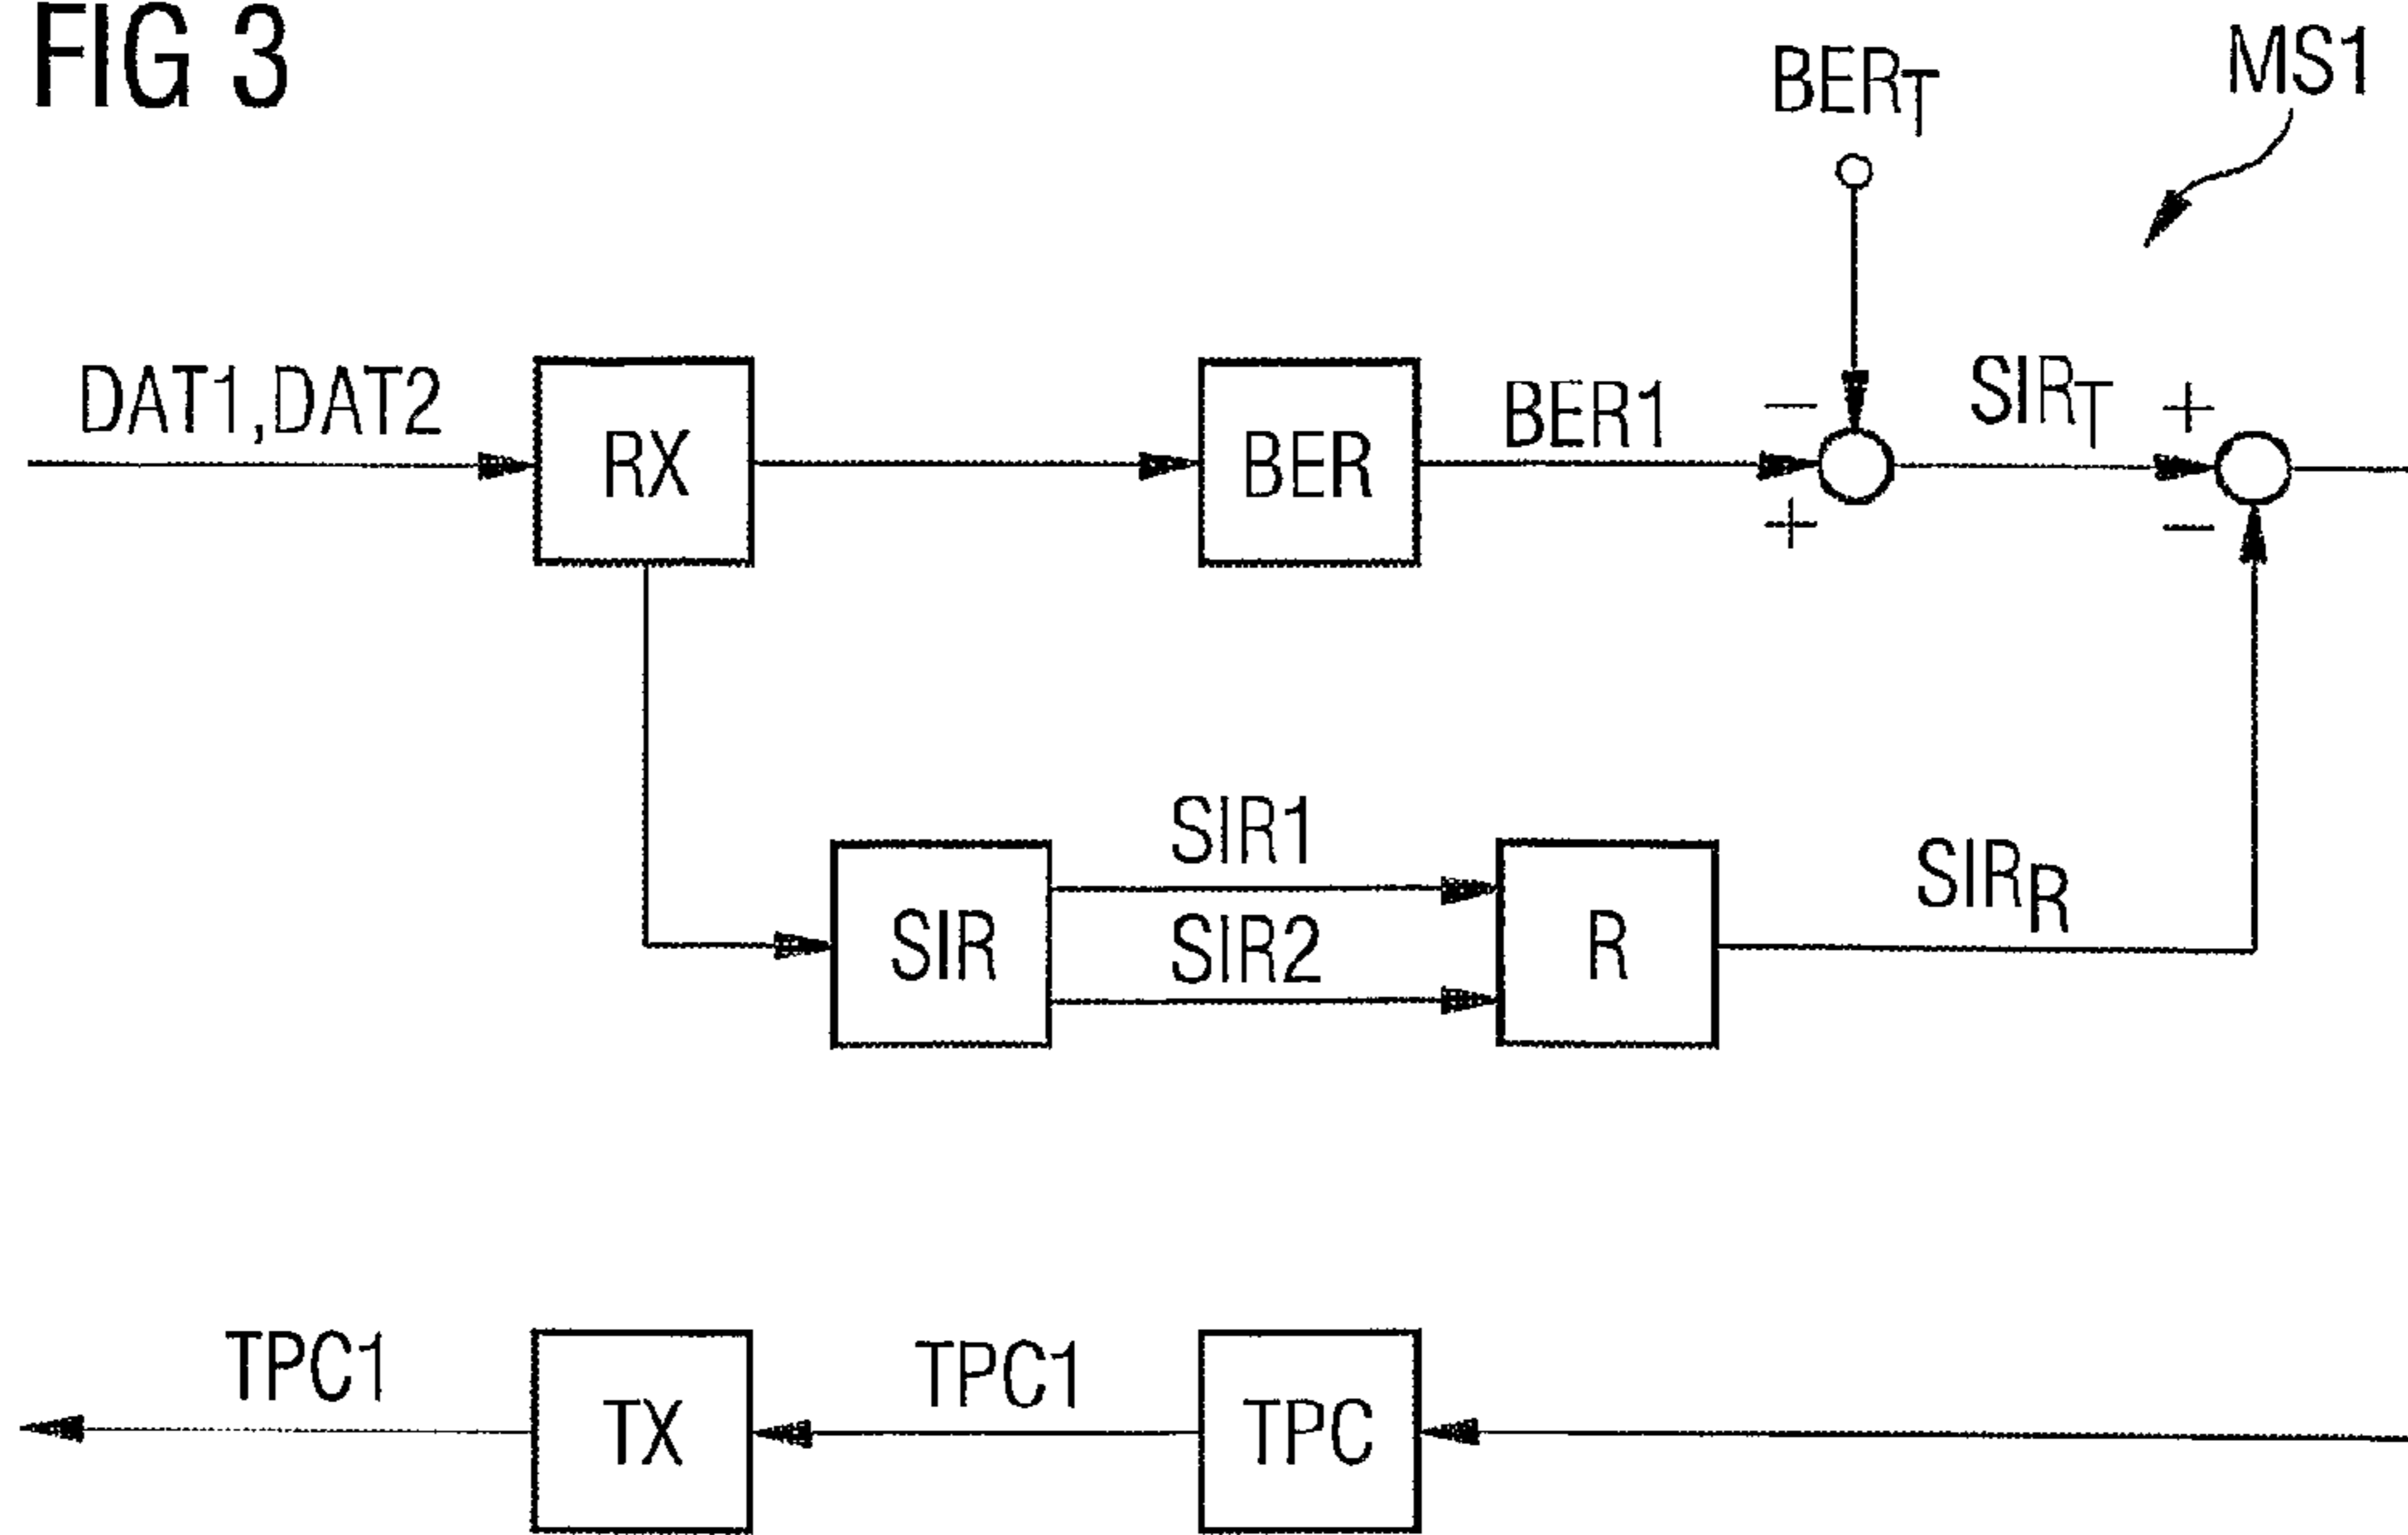 FIG 3
BERT
MS1
DAT1,DAT2
RX
BER
BER1
−
+
SIRT
+
−
SIR
SIR1
SIR2
R
SIRR
TPC1
TX
TPC1
TPC